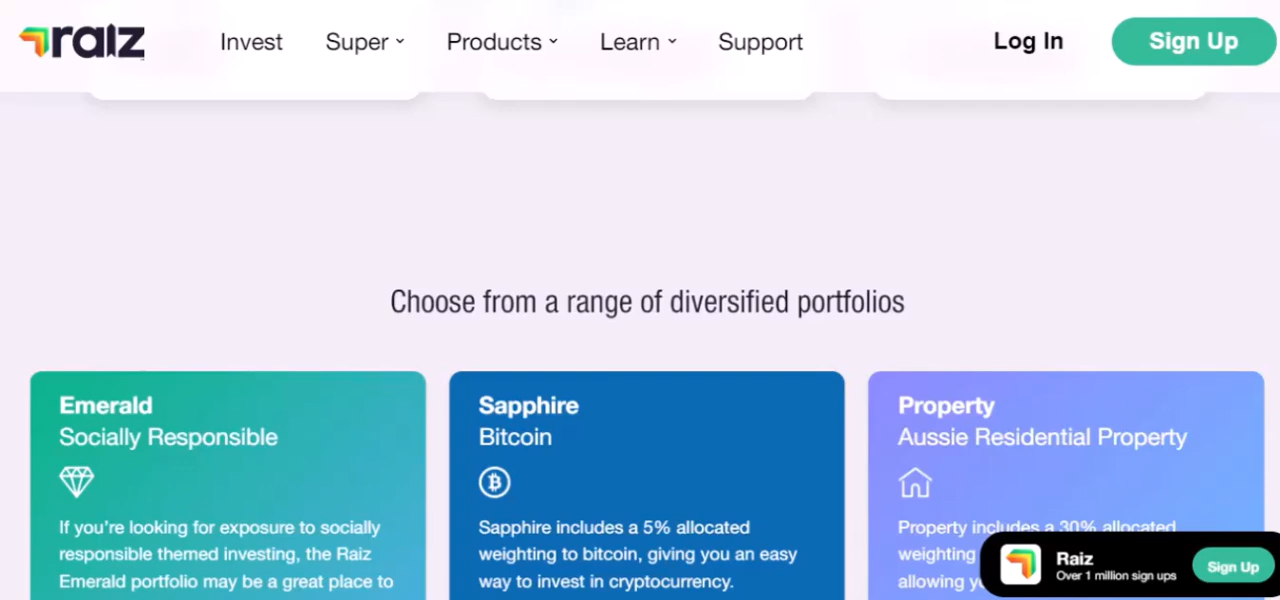 raiz
Invest
Super
Products
Learn
Support
Log In
Sign Up
Choose from a range of diversified portfolios
Emerald
Socially Responsible
If you're looking for exposure to socially
responsible themed investing, the Raiz
Emerald portfolio may be a great place to
Sapphire
Bitcoin
Sapphire includes a 5% allocated
weighting to bitcoin, giving you an easy
way to invest in cryptocurrency.
Property
Aussie Residential Property
Property includes a 30% allocated
weighting
allowing
Raiz
Over 1 million sign ups
Sign Up